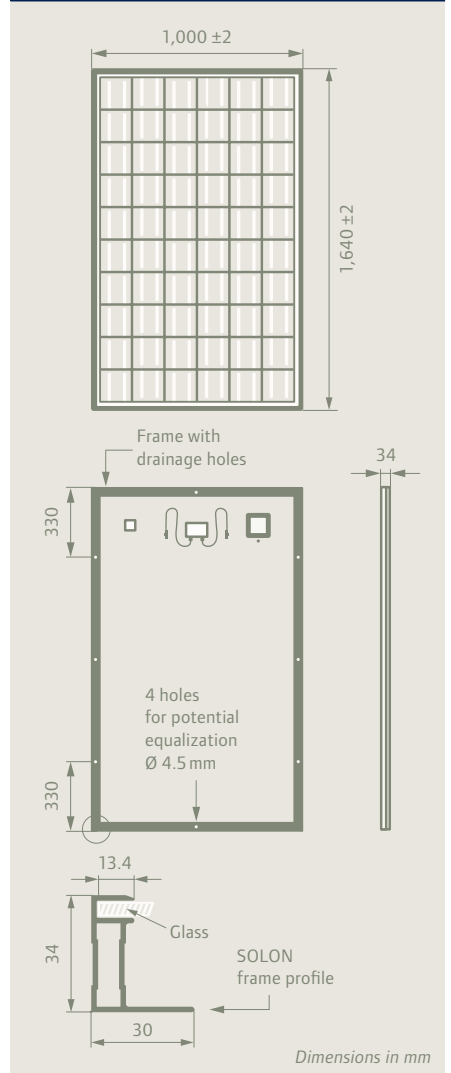 1,000 ±2
1,640 ±2
Frame with
drainage holes
34
330
4 holes
for potential
equalization
Ø 4.5 mm
330
13.4
Glass
34
SOLON
frame profile
30
Dimensions in mm